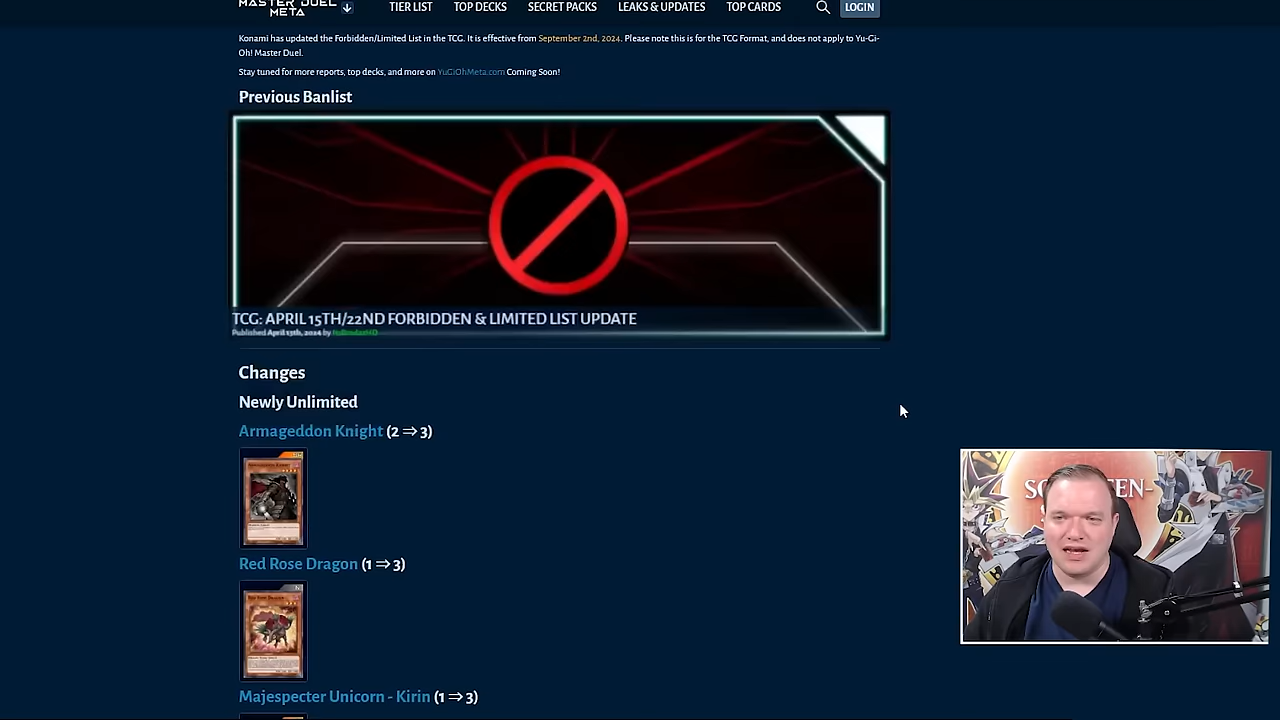 MASTER DUEL
META
TIER LIST
TOP DECKS
SECRET PACKS
LEAKS & UPDATES
TOP CARDS
LOGIN
Konami has updated the Forbidden/Limited List in the TCG. It is effective from September 2nd, 2024. Please note this is for the TCG Format, and does not apply to Yu-Gi-
Oh! Master Duel.
Stay tuned for more reports, top decks, and more on YuGiOhMeta.com Coming Soon!
Previous Banlist
TCG: APRIL 15TH/22ND FORBIDDEN & LIMITED LIST UPDATE
Published April 13th, 2024 by
Changes
Newly Unlimited
Armageddon Knight (2 ⇒ 3)
Red Rose Dragon (1 ⇒ 3)
Majespecter Unicorn - Kirin (1 ⇒ 3)